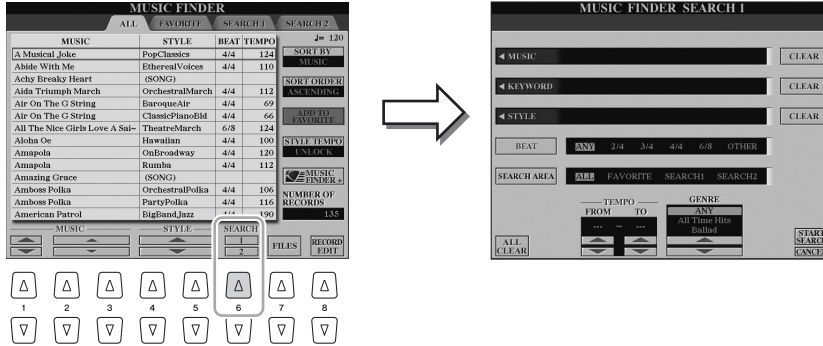 MUSIC FINDER
ALL FAVORITE SEARCH 1 SEARCH 2
MUSIC STYLE BEAT TEMPO
A Musical Joke PopClassics 4/4 124
Abide With Me EtherealVoices 4/4 110
Achy Breaky Heart (SONG)
Aida Triumph March OrchestralMarch 4/4 112
Air On The G String BaroqueAir 4/4 69
Air On The G String ClassicPianoBld 4/4 66
All The Nice Girls Love A Sai~ TheatreMarch 6/8 124
Aloha Oe Hawaiian 4/4 100
Amapola OnBroadway 4/4 120
Amapola Rumba 4/4 112
Amazing Grace (SONG)
Amboss Polka OrchestralPolka 4/4 106
Amboss Polka PartyPolka 4/4 116
American Patrol BigBandJazz 4/4 190
♩= 120
SORT BY
MUSIC
SORT ORDER
ASCENDING
ADD TO
FAVORITE
STYLE TEMPO
UNLOCK
MUSIC
FINDER+
NUMBER OF
RECORDS
135
MUSIC STYLE SEARCH
1
2
FILES
RECORD
EDIT
1 2 3 4 5 6 7 8
MUSIC FINDER SEARCH 1
MUSIC CLEAR
KEYWORD CLEAR
STYLE CLEAR
BEAT ANY 2/4 3/4 4/4 6/8 OTHER
SEARCH AREA ALL FAVORITE SEARCH1 SEARCH2
TEMPO
FROM TO
--- ~ ---
GENRE
ANY
All Time Hits
Ballad
ALL
CLEAR
START
SEARCH
CANCEL